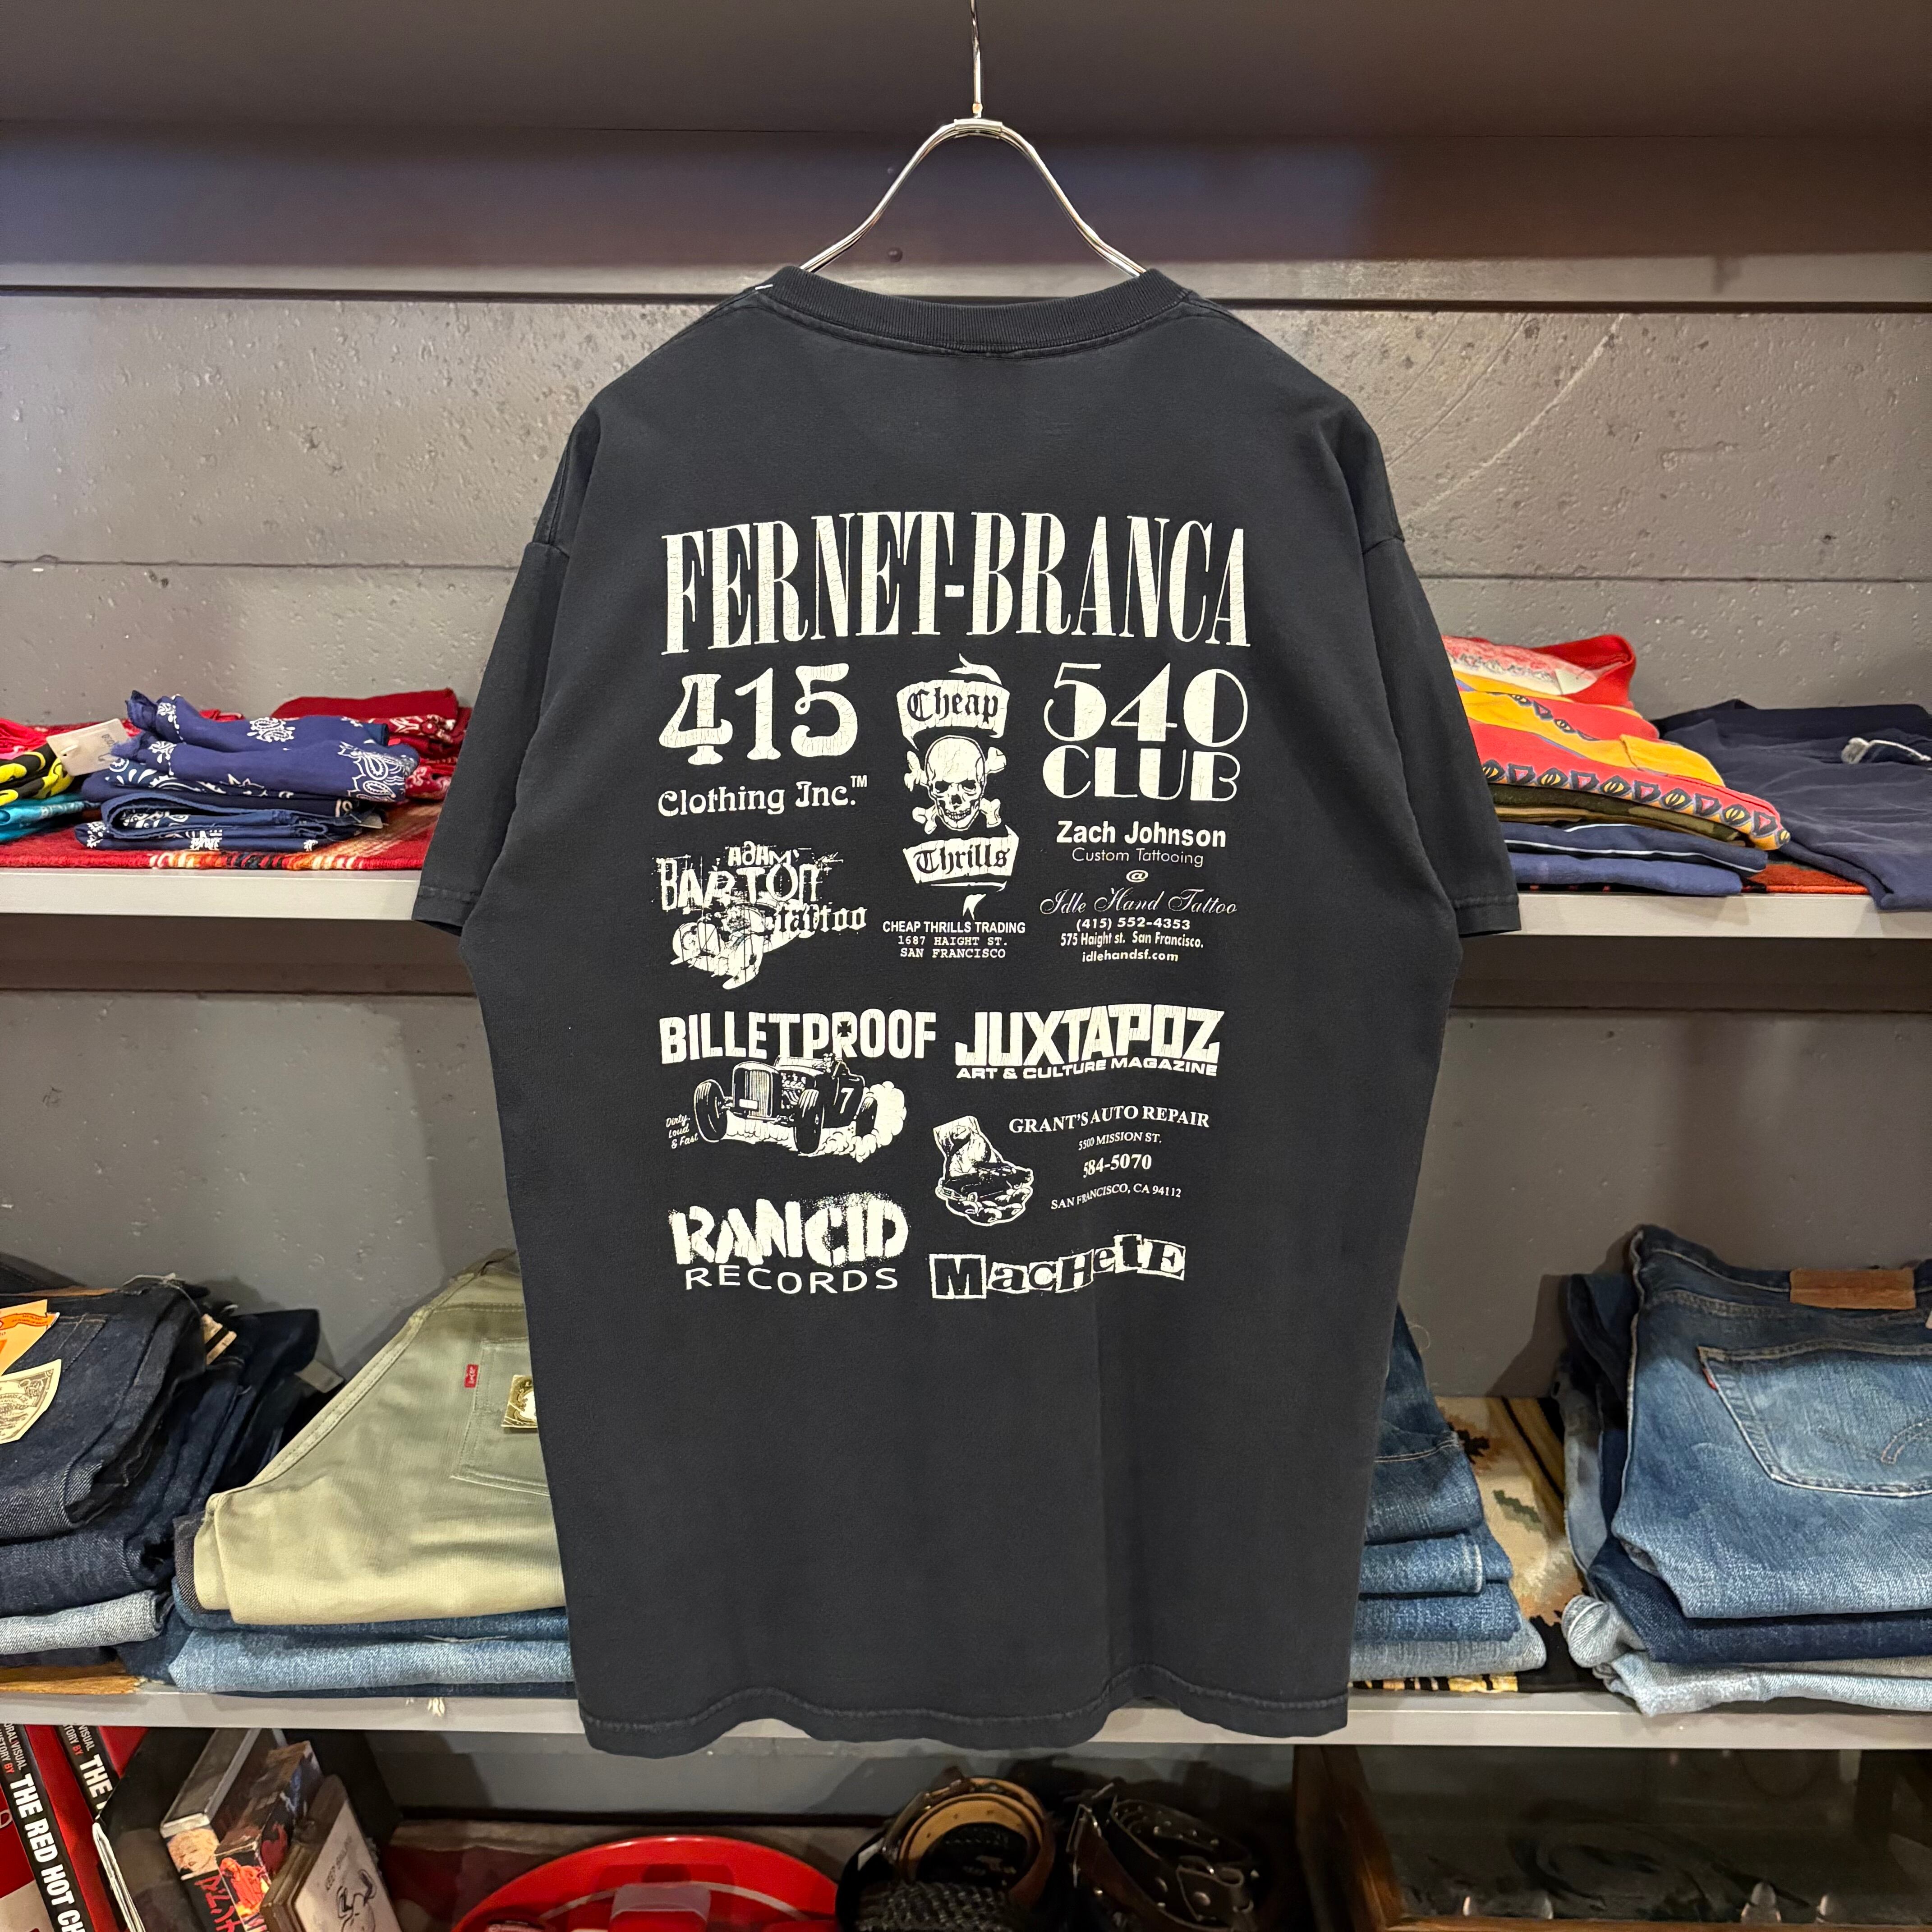 FERNET-BRANCA
415
Clothing Inc.™
Cheap
Thrills
CHEAP THRILLS TRADING
1687 HAIGHT ST.
SAN FRANCISCO
540
CLUB
Zach Johnson
Custom Tattooing
@
Idle Hand Tattoo
(415) 552-4353
575 Haight st. San Francisco.
idlehandsf.com
ADAM
BARTON
tattoo
BILLETPROOF
7
Dirty,
Loud
& Fast
JUXTAPOZ
ART & CULTURE MAGAZINE
GRANT'S AUTO REPAIR
5500 MISSION ST.
584-5070
SAN FRANCISCO, CA 94112
RANCID
RECORDS
MacHetE
THE RED HOT CH
THE